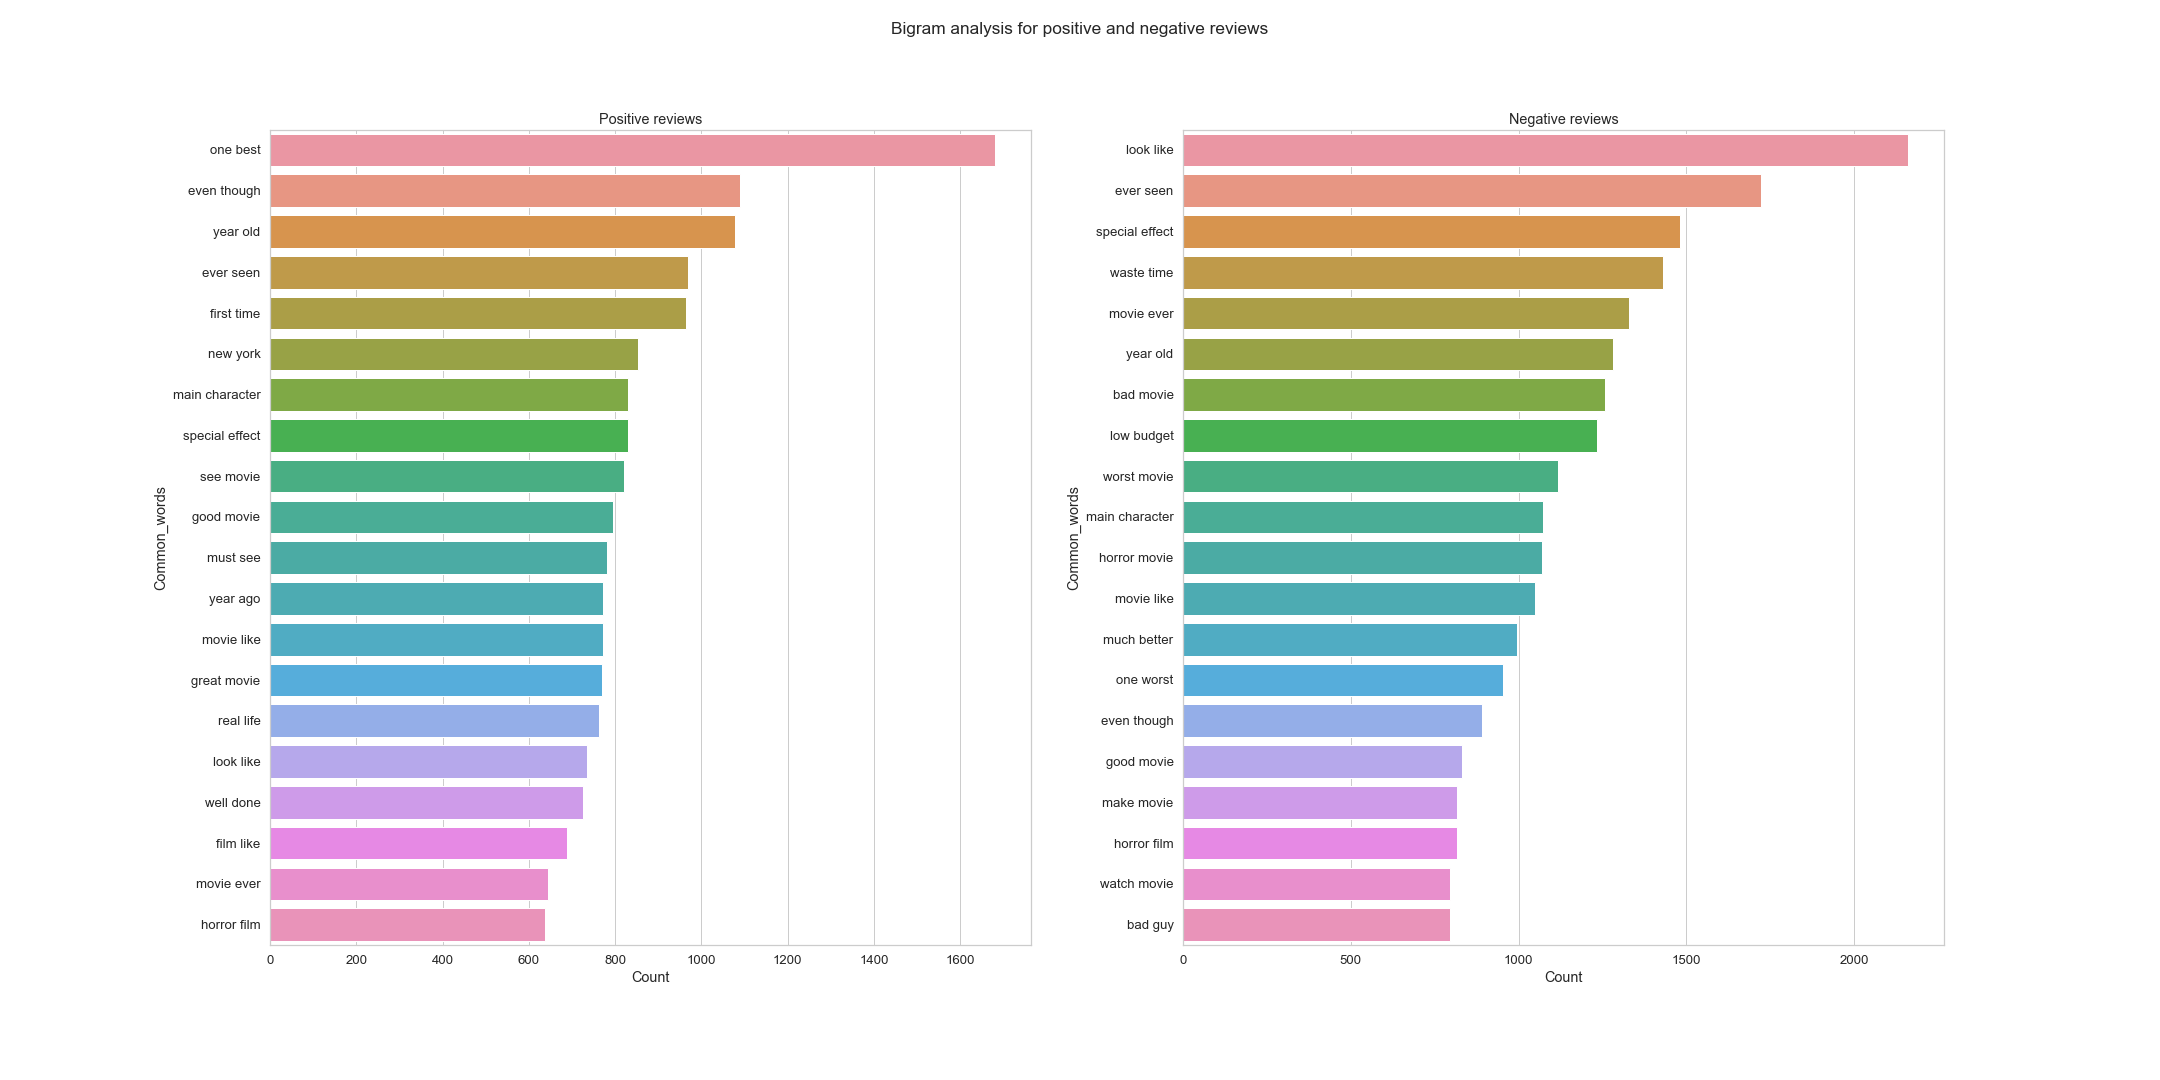 Bigram analysis for positive and negative reviews
Positive reviews
one best
even though
year old
ever seen
first time
new york
main character
special effect
see movie
good movie
must see
year ago
movie like
great movie
real life
look like
well done
film like
movie ever
horror film
Common_words
0 200 400 600 800 1000 1200 1400 1600
Count
Negative reviews
look like
ever seen
special effect
waste time
movie ever
year old
bad movie
low budget
worst movie
main character
horror movie
movie like
much better
one worst
even though
good movie
make movie
horror film
watch movie
bad guy
Common_words
0 500 1000 1500 2000
Count